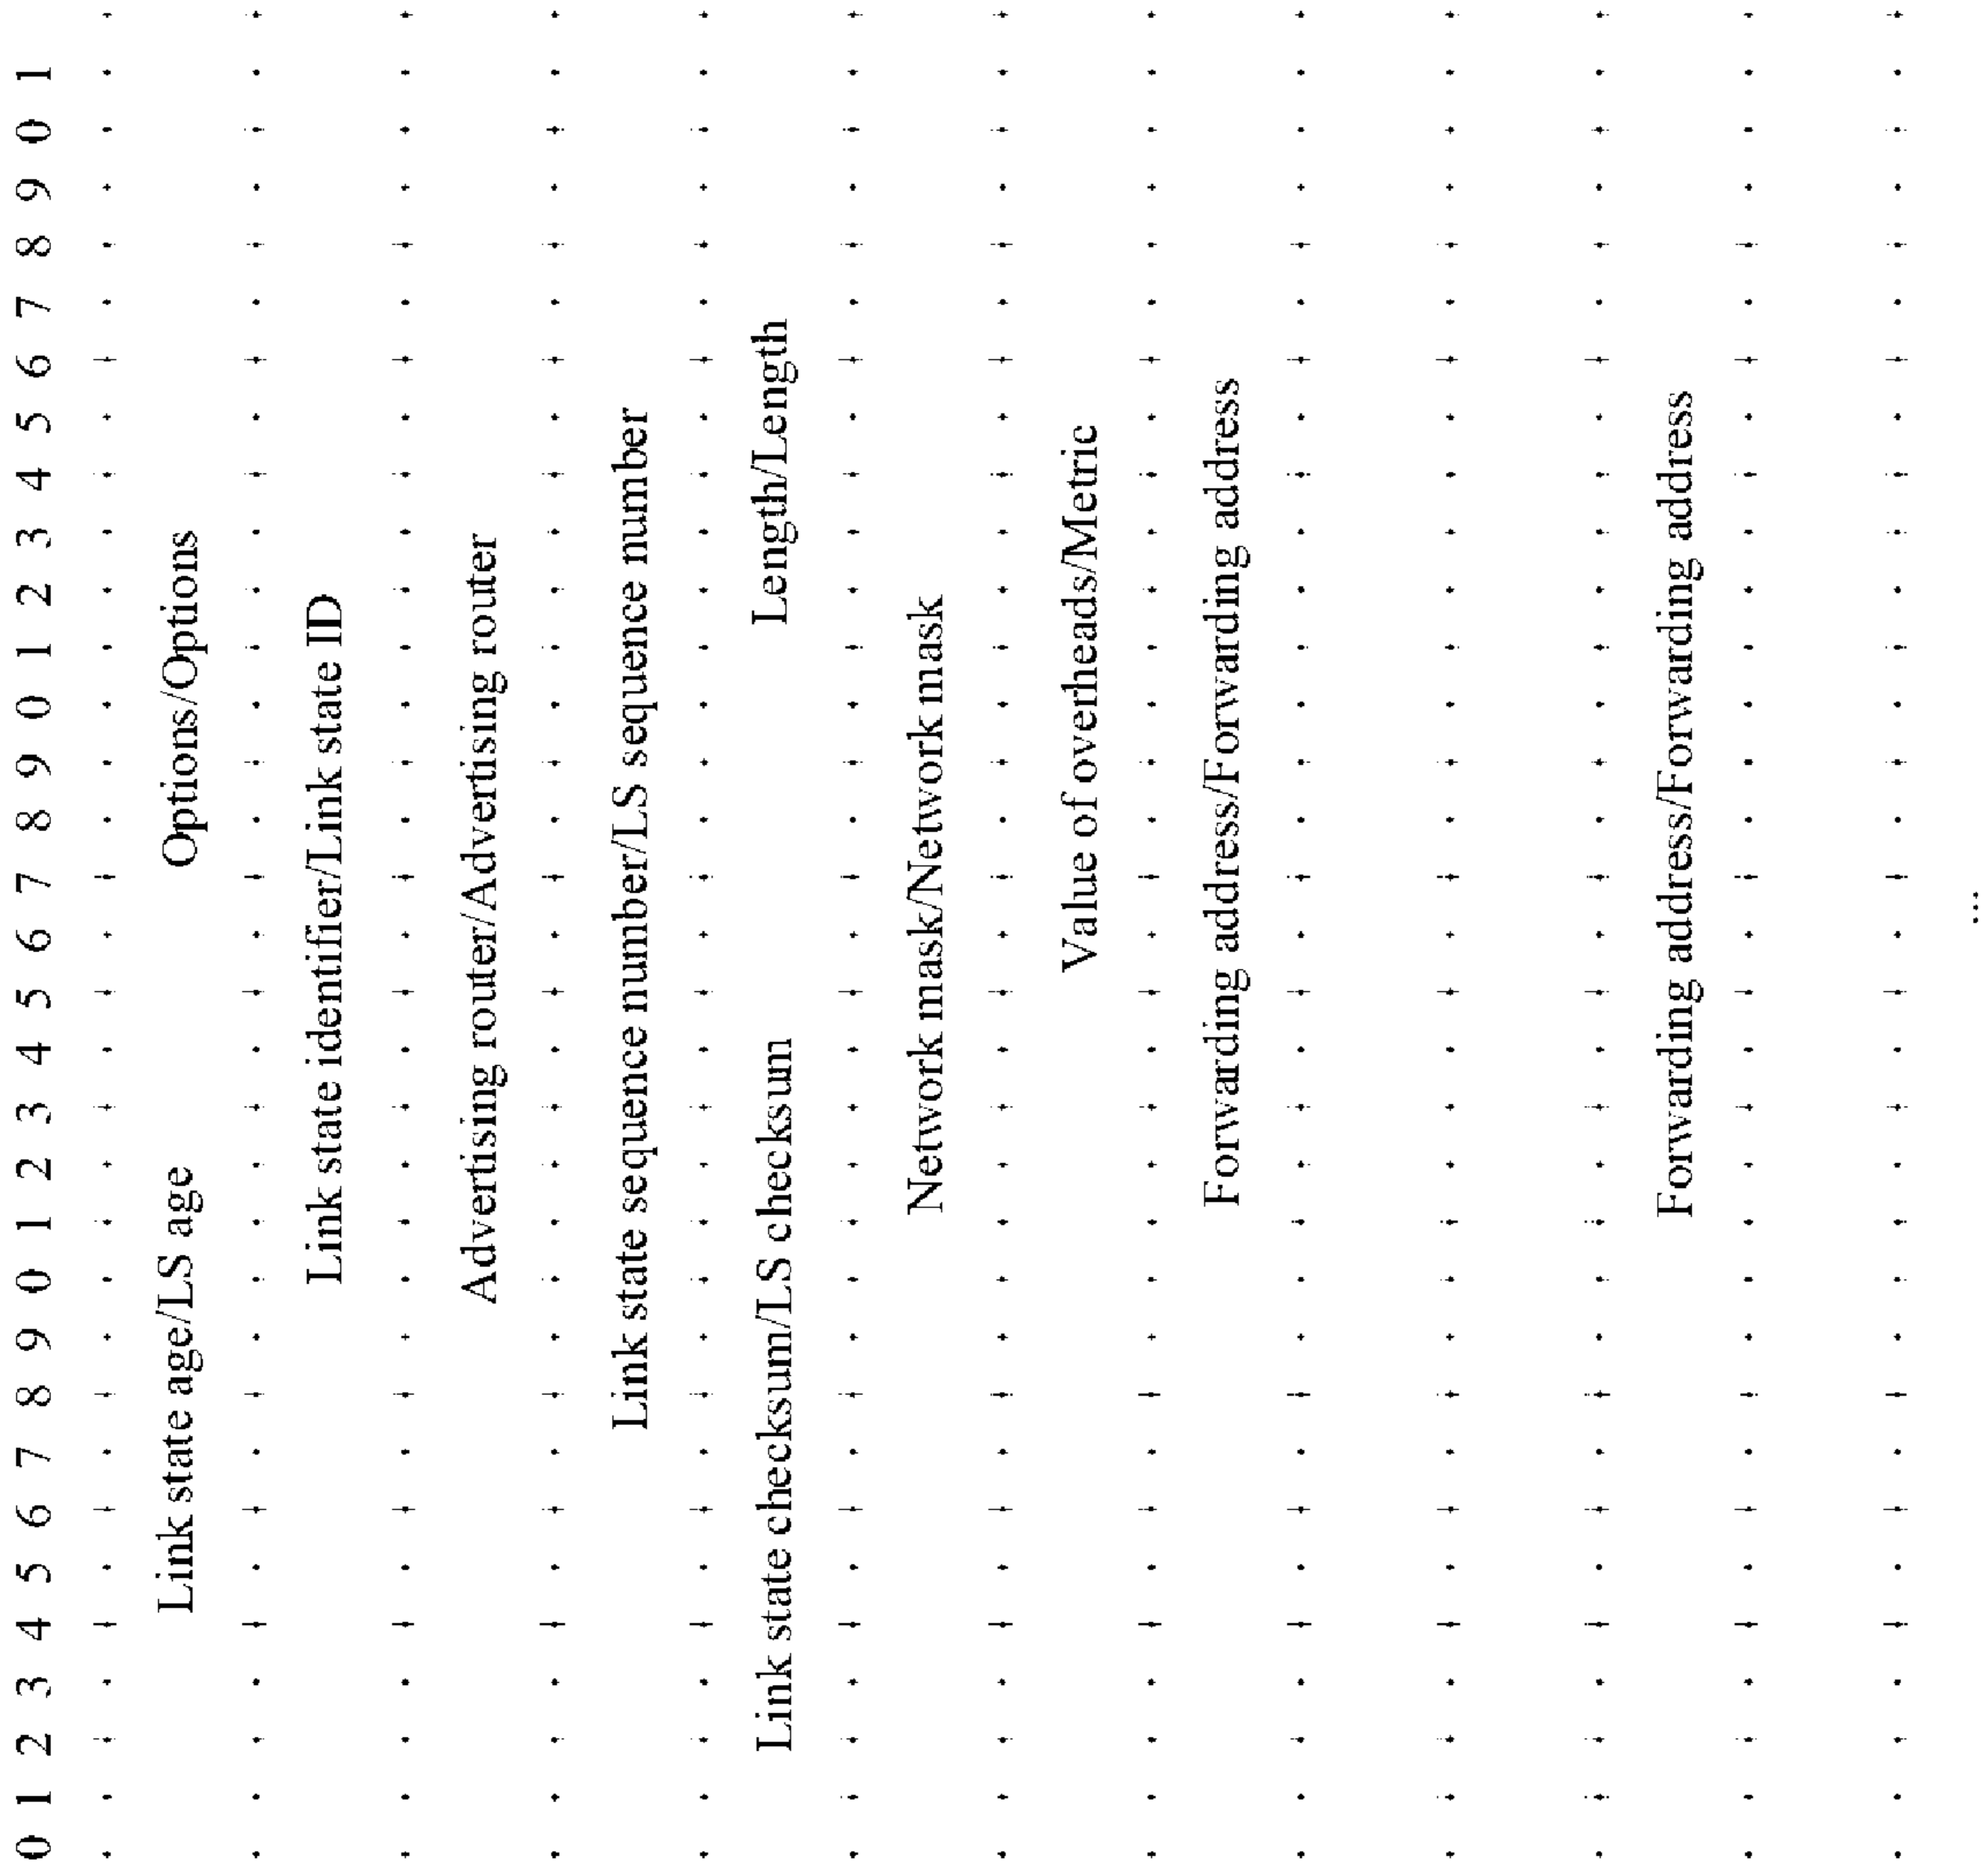 0 1 2 3 4 5 6 7 8 9 0 1 2 3 4 5 6 7 8 9 0 1 2 3 4 5 6 7 8 9 0 1
Link state age/LS age Options/Options
Link state identifier/Link state ID
Advertising router/Advertising router
Link state sequence number/LS sequence number
Link state checksum/LS checksum Length/Length
Network mask/Network mask
Value of overheads/Metric
Forwarding address/Forwarding address
Forwarding address/Forwarding address
...